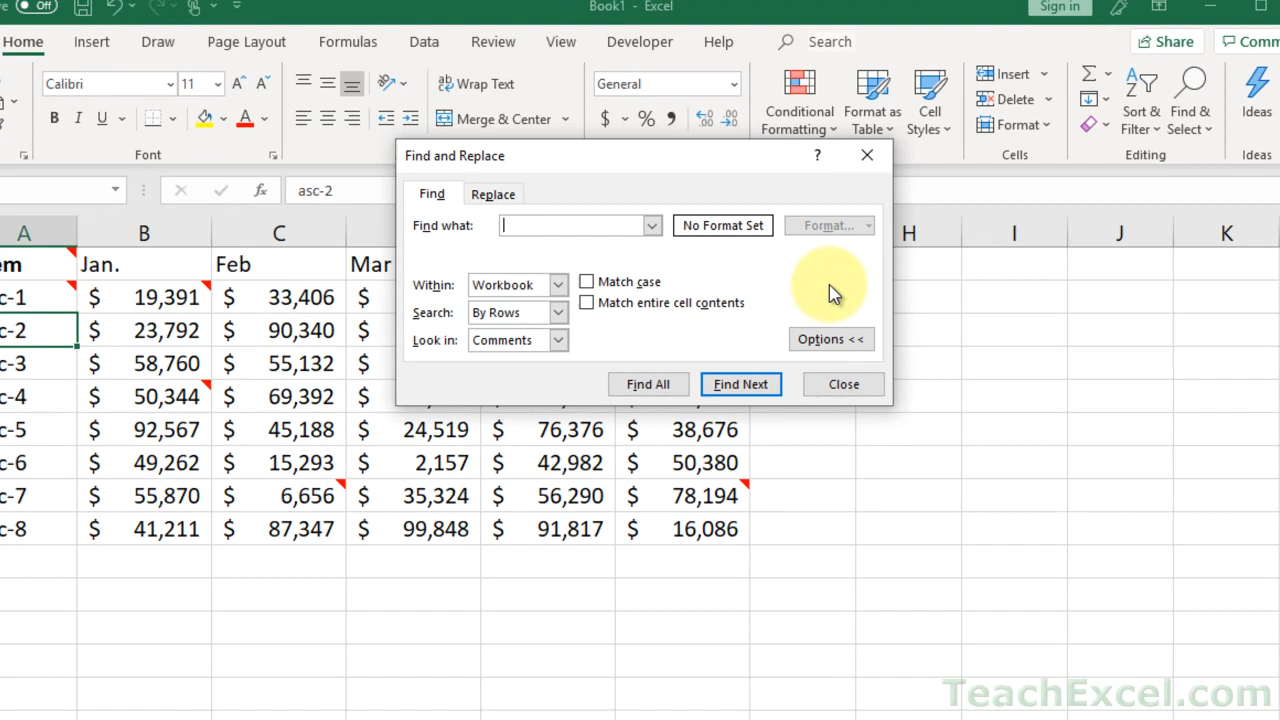 Off
Book1 - Excel
Sign in
Home Insert Draw Page Layout Formulas Data Review View Developer Help Search Share Comm
Calibri 11 Wrap Text General Conditional Formatting Format as Table Cell Styles Insert Sort & Filter Find & Select Ideas
B I U Merge & Center $ % Delete
Format
Font Cells Editing Ideas
Find and Replace ?
asc-2
Find Replace
Find what: No Format Set Format...
Within: Workbook Match case
Match entire cell contents
Search: By Rows
Look in: Comments Options <<
Find All Find Next Close
A B C H I J K
em Jan. Feb Mar
c-1 $ 19,391 $ 33,406 $
c-2 $ 23,792 $ 90,340 $
c-3 $ 58,760 $ 55,132 $
c-4 $ 50,344 $ 69,392 $
c-5 $ 92,567 $ 45,188 $ 24,519 $ 76,376 $ 38,676
c-6 $ 49,262 $ 15,293 $ 2,157 $ 42,982 $ 50,380
c-7 $ 55,870 $ 6,656 $ 35,324 $ 56,290 $ 78,194
c-8 $ 41,211 $ 87,347 $ 99,848 $ 91,817 $ 16,086
TeachExcel.com